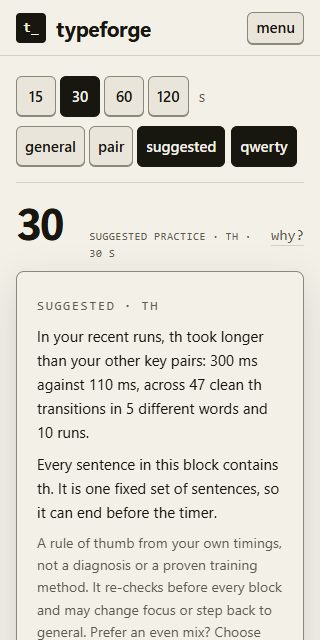 t_ typeforge menu
15 30 60 120 s
general pair suggested qwerty
30 SUGGESTED PRACTICE · TH · why?
30 S
SUGGESTED · TH
In your recent runs, th took longer
than your other key pairs: 300 ms
against 110 ms, across 47 clean th
transitions in 5 different words and
10 runs.
Every sentence in this block contains
th. It is one fixed set of sentences, so
it can end before the timer.
A rule of thumb from your own timings,
not a diagnosis or a proven training
method. It re-checks before every block
and may change focus or step back to
general. Prefer an even mix? Choose